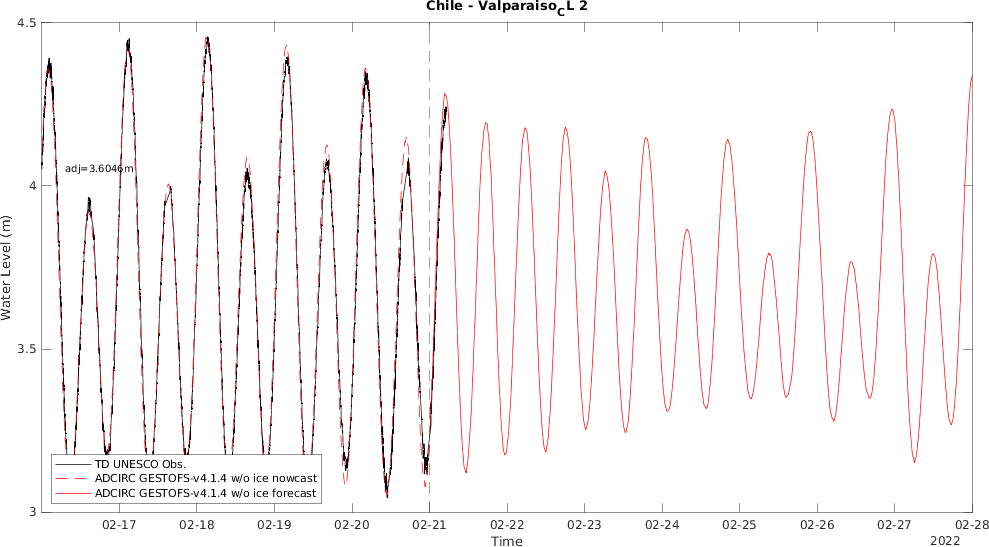 Chile - Valparaiso_CL 2
4.5
4
3.5
3
Water Level (m)
adj=3.6046m
TD UNESCO Obs.
ADCIRC GESTOFS-v4.1.4 w/o ice nowcast
ADCIRC GESTOFS-v4.1.4 w/o ice forecast
02-17 02-18 02-19 02-20 02-21 02-22 02-23 02-24 02-25 02-26 02-27 02-28
Time
2022